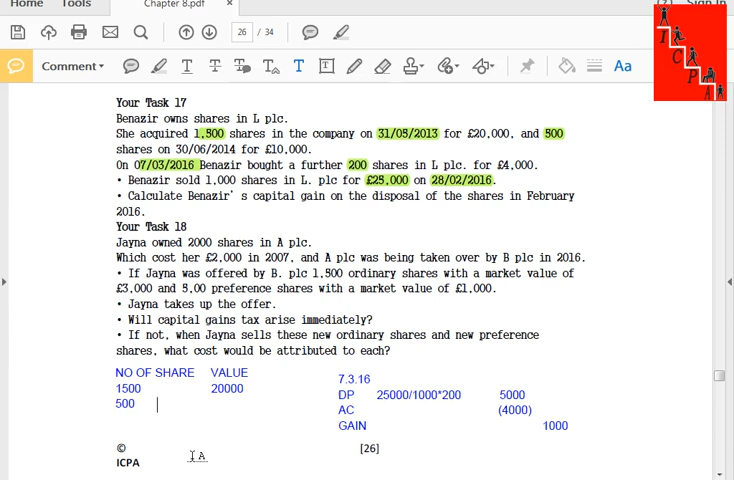 Home Tools Chapter 8.pdf × Sign In
26 / 34
Comment
Aa
I
C
P
A
Your Task 17
Benazir owns shares in L plc.
She acquired 1,500 shares in the company on 31/05/2013 for £20,000, and 500
shares on 30/06/2014 for £10,000.
On 07/03/2016 Benazir bought a further 200 shares in L plc. for £4,000.
• Benazir sold 1,000 shares in L. plc for £25,000 on 28/02/2016.
• Calculate Benazir's capital gain on the disposal of the shares in February
2016.
Your Task 18
Jayna owned 2000 shares in A plc.
Which cost her £2,000 in 2007, and A plc was being taken over by B plc in 2016.
• If Jayna was offered by B. plc 1,500 ordinary shares with a market value of
£3,000 and 5,00 preference shares with a market value of £1,000.
• Jayna takes up the offer.
• Will capital gains tax arise immediately?
• If not, when Jayna sells these new ordinary shares and new preference
shares, what cost would be attributed to each?
NO OF SHARE VALUE
1500 20000
500
7.3.16
DP 25000/1000*200 5000
AC (4000)
GAIN 1000
©
ICPA
[26]